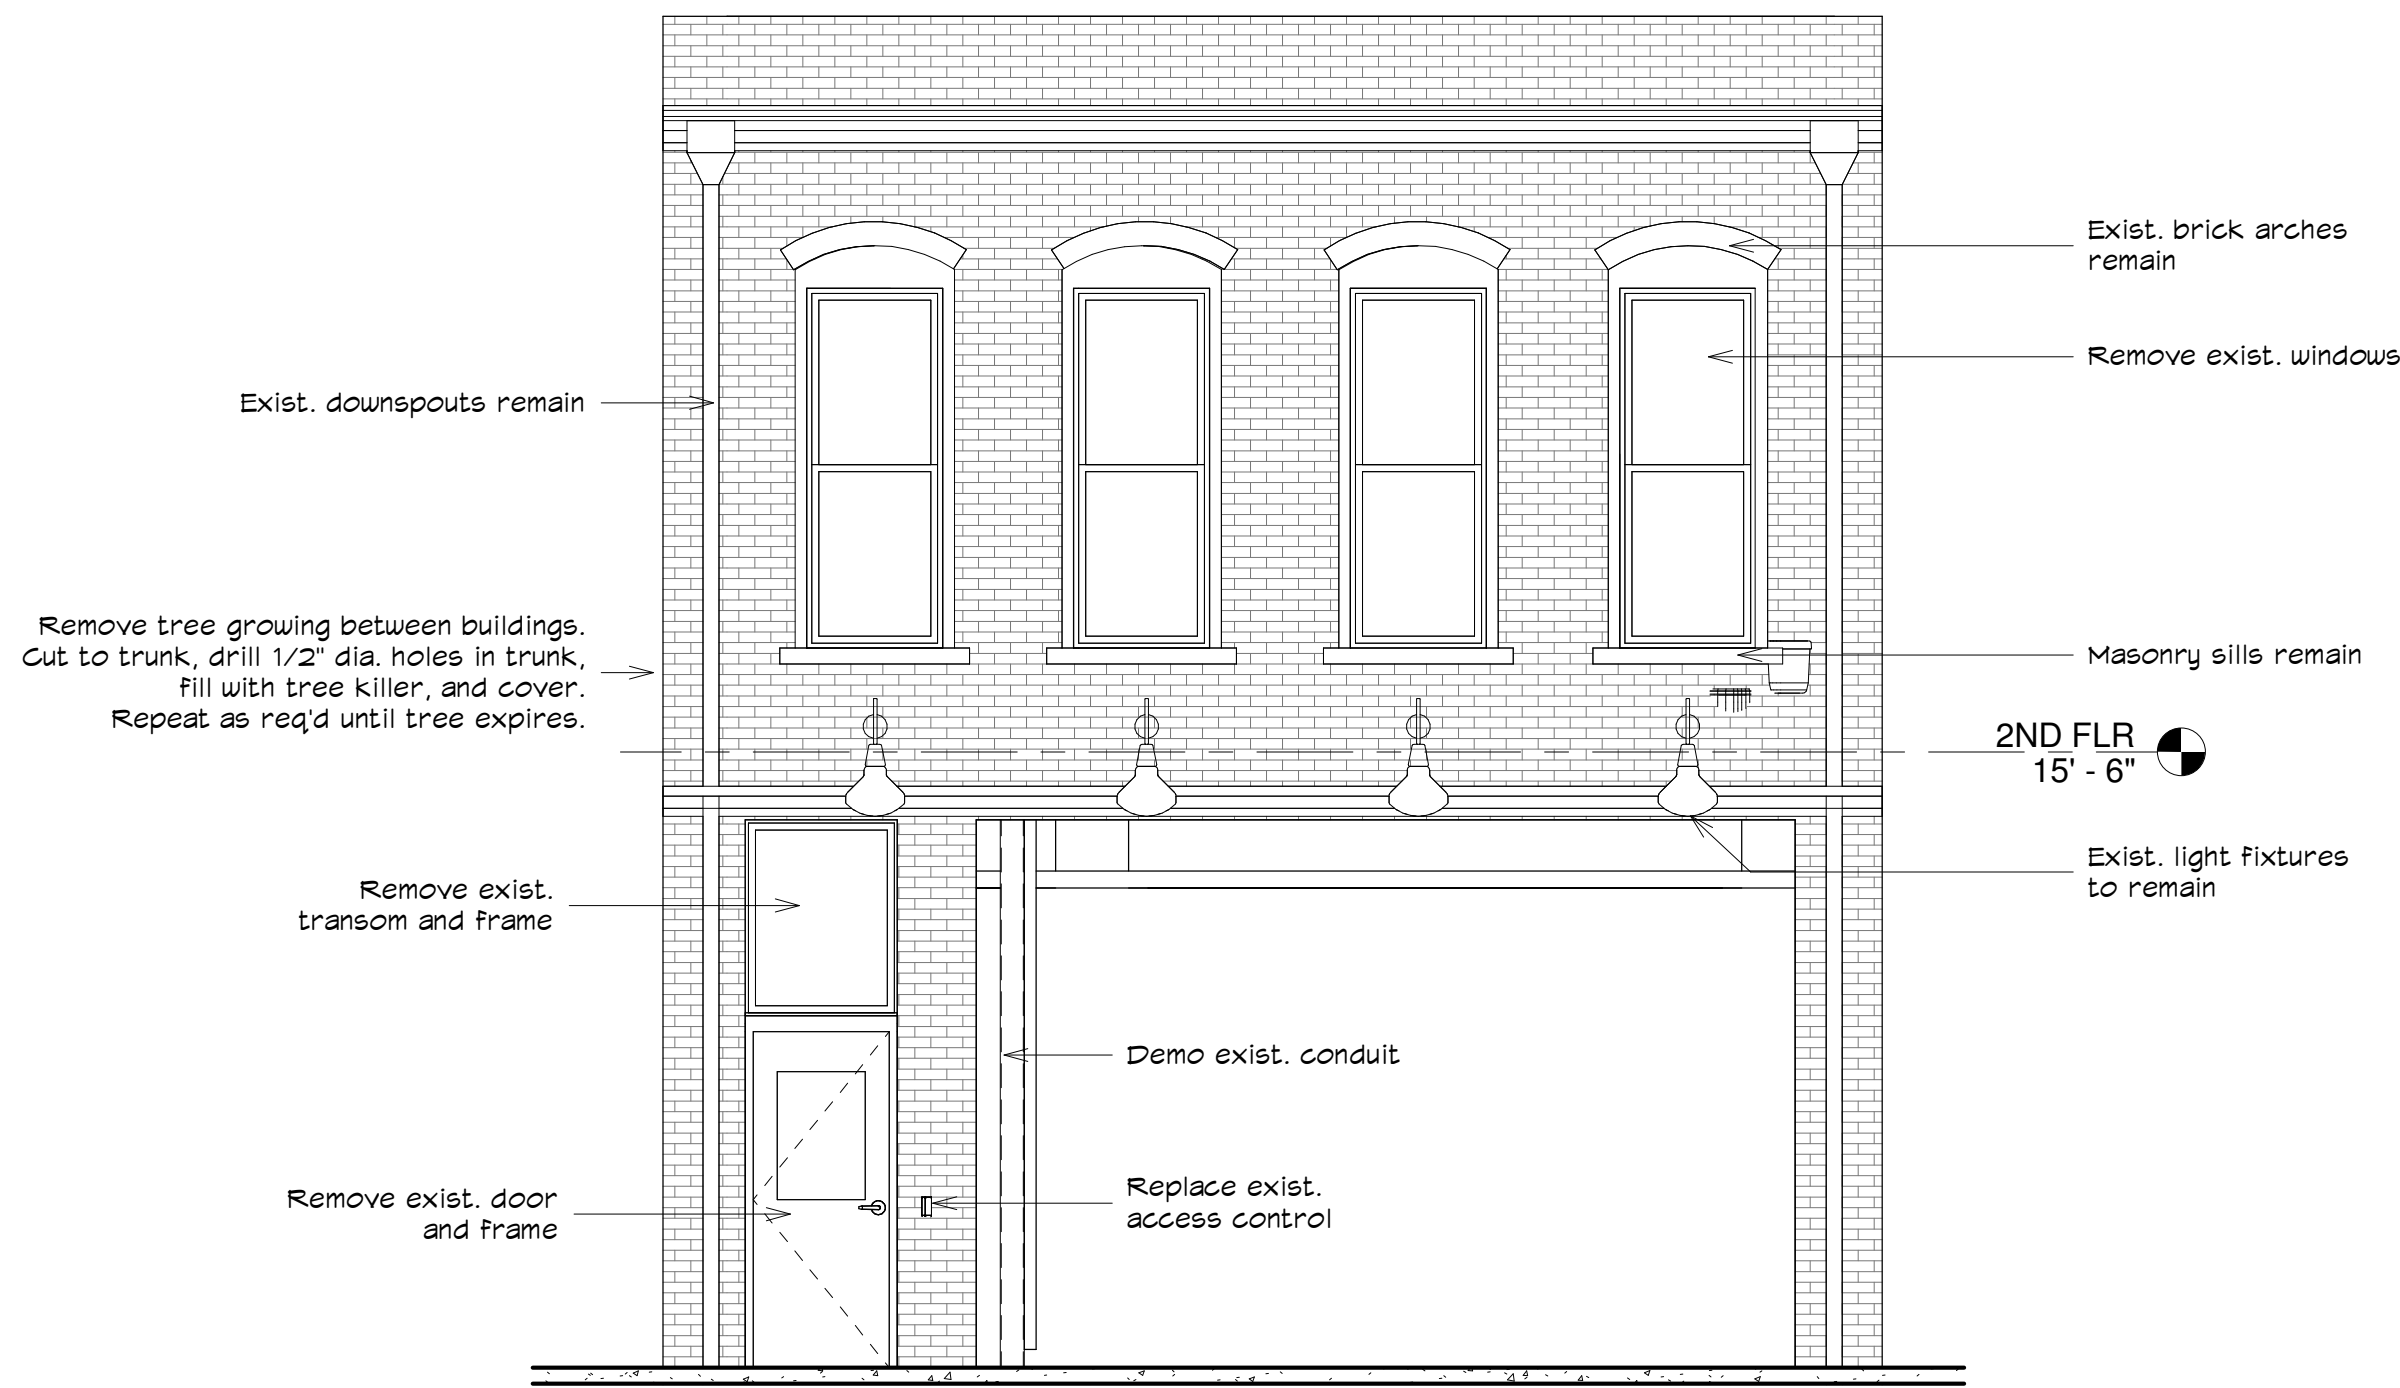 Exist. brick arches
remain
Remove exist. windows
Exist. downspouts remain
Remove tree growing between buildings.
Cut to trunk, drill 1/2" dia. holes in trunk,
fill with tree killer, and cover.
Repeat as req'd until tree expires.
Masonry sills remain
2ND FLR
15' - 6"
Exist. light fixtures
to remain
Remove exist.
transom and frame
Demo exist. conduit
Replace exist.
access control
Remove exist. door
and frame